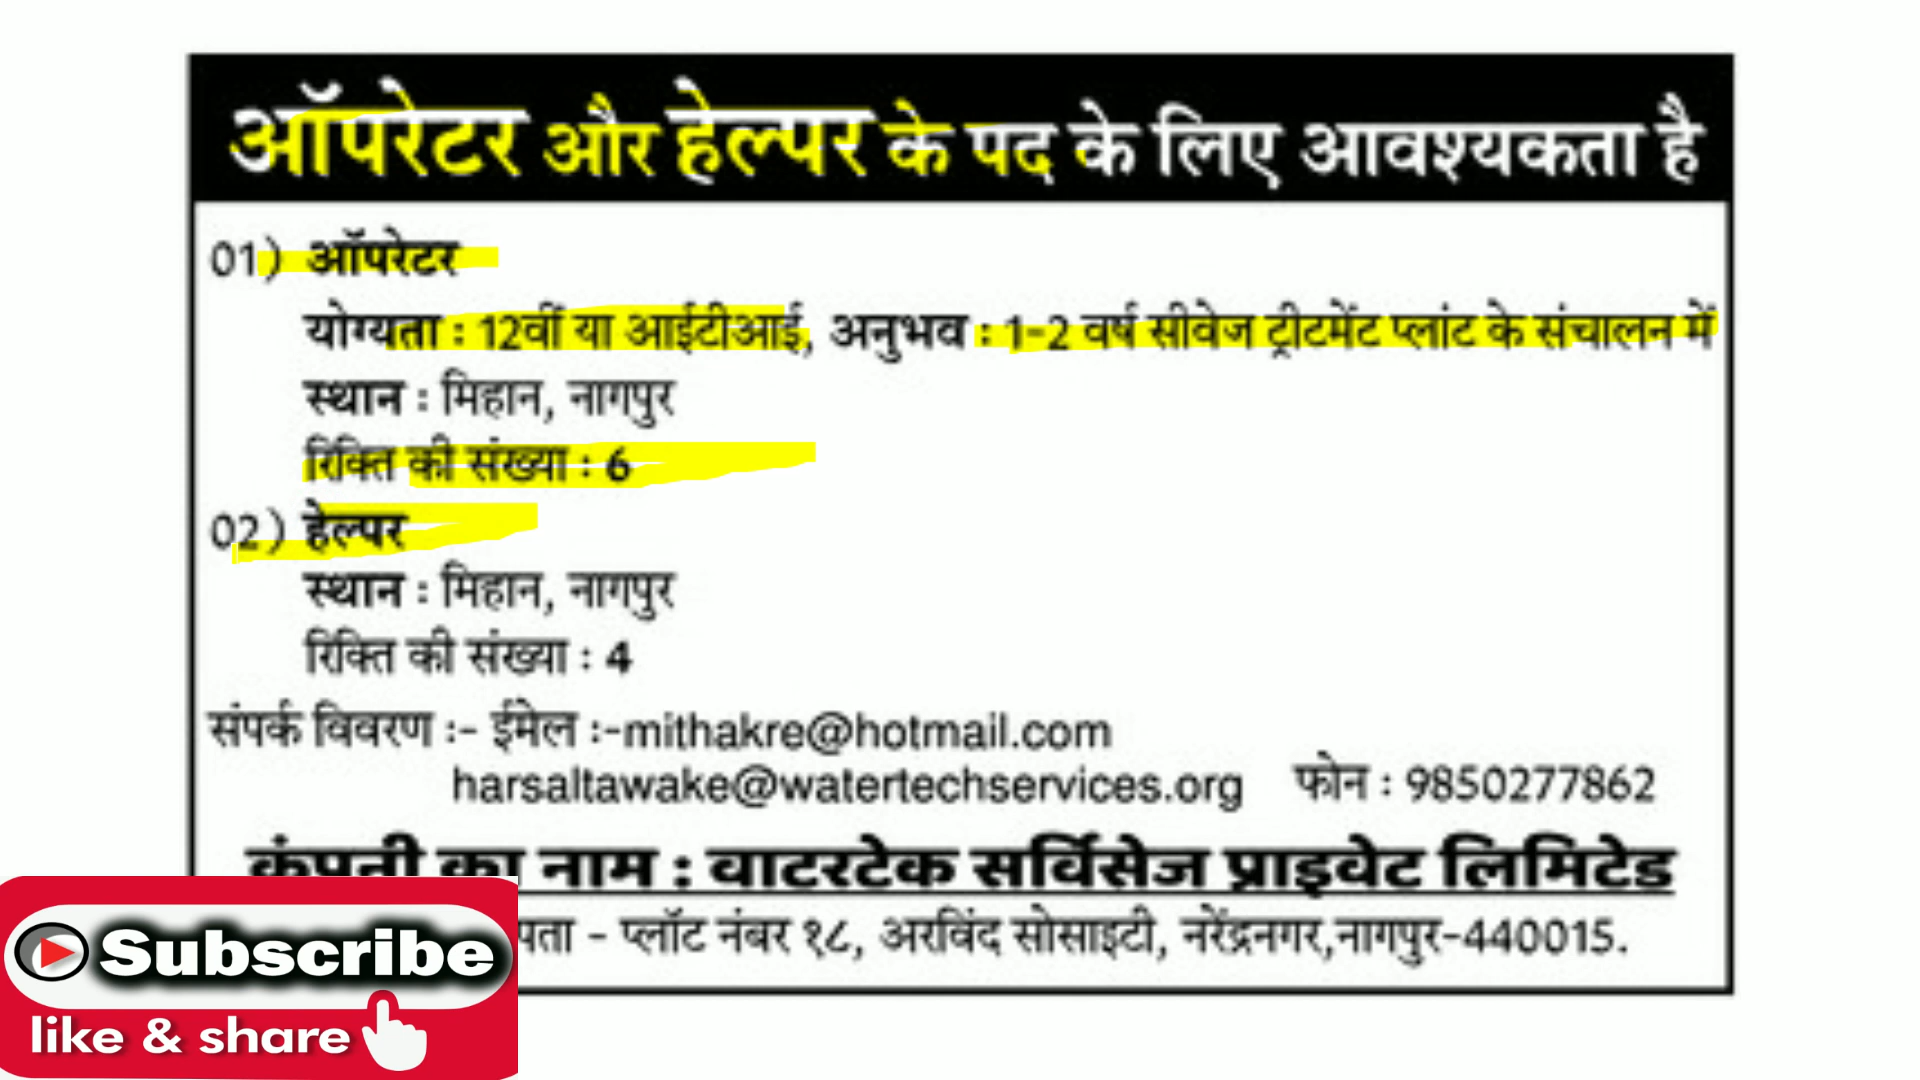 ऑपरेटर और हेल्पर के पद के लिए आवश्यकता है
01) ऑपरेटर
योग्यता : 12वीं या आईटीआई, अनुभव : 1-2 वर्ष सीवेज ट्रीटमेंट प्लांट के संचालन में
स्थान : मिहान, नागपुर
रिक्ति की संख्या : 6
02) हेल्पर
स्थान : मिहान, नागपुर
रिक्ति की संख्या : 4
संपर्क विवरण :- ईमेल :-mithakre@hotmail.com
harsaltawake@watertechservices.org फोन : 9850277862
कंपनी का नाम : वाटरटेक सर्विसेज प्राइवेट लिमिटेड
पता - प्लॉट नंबर १८, अरविंद सोसाइटी, नरेंद्रनगर,नागपुर-440015.
Subscribe
like & share